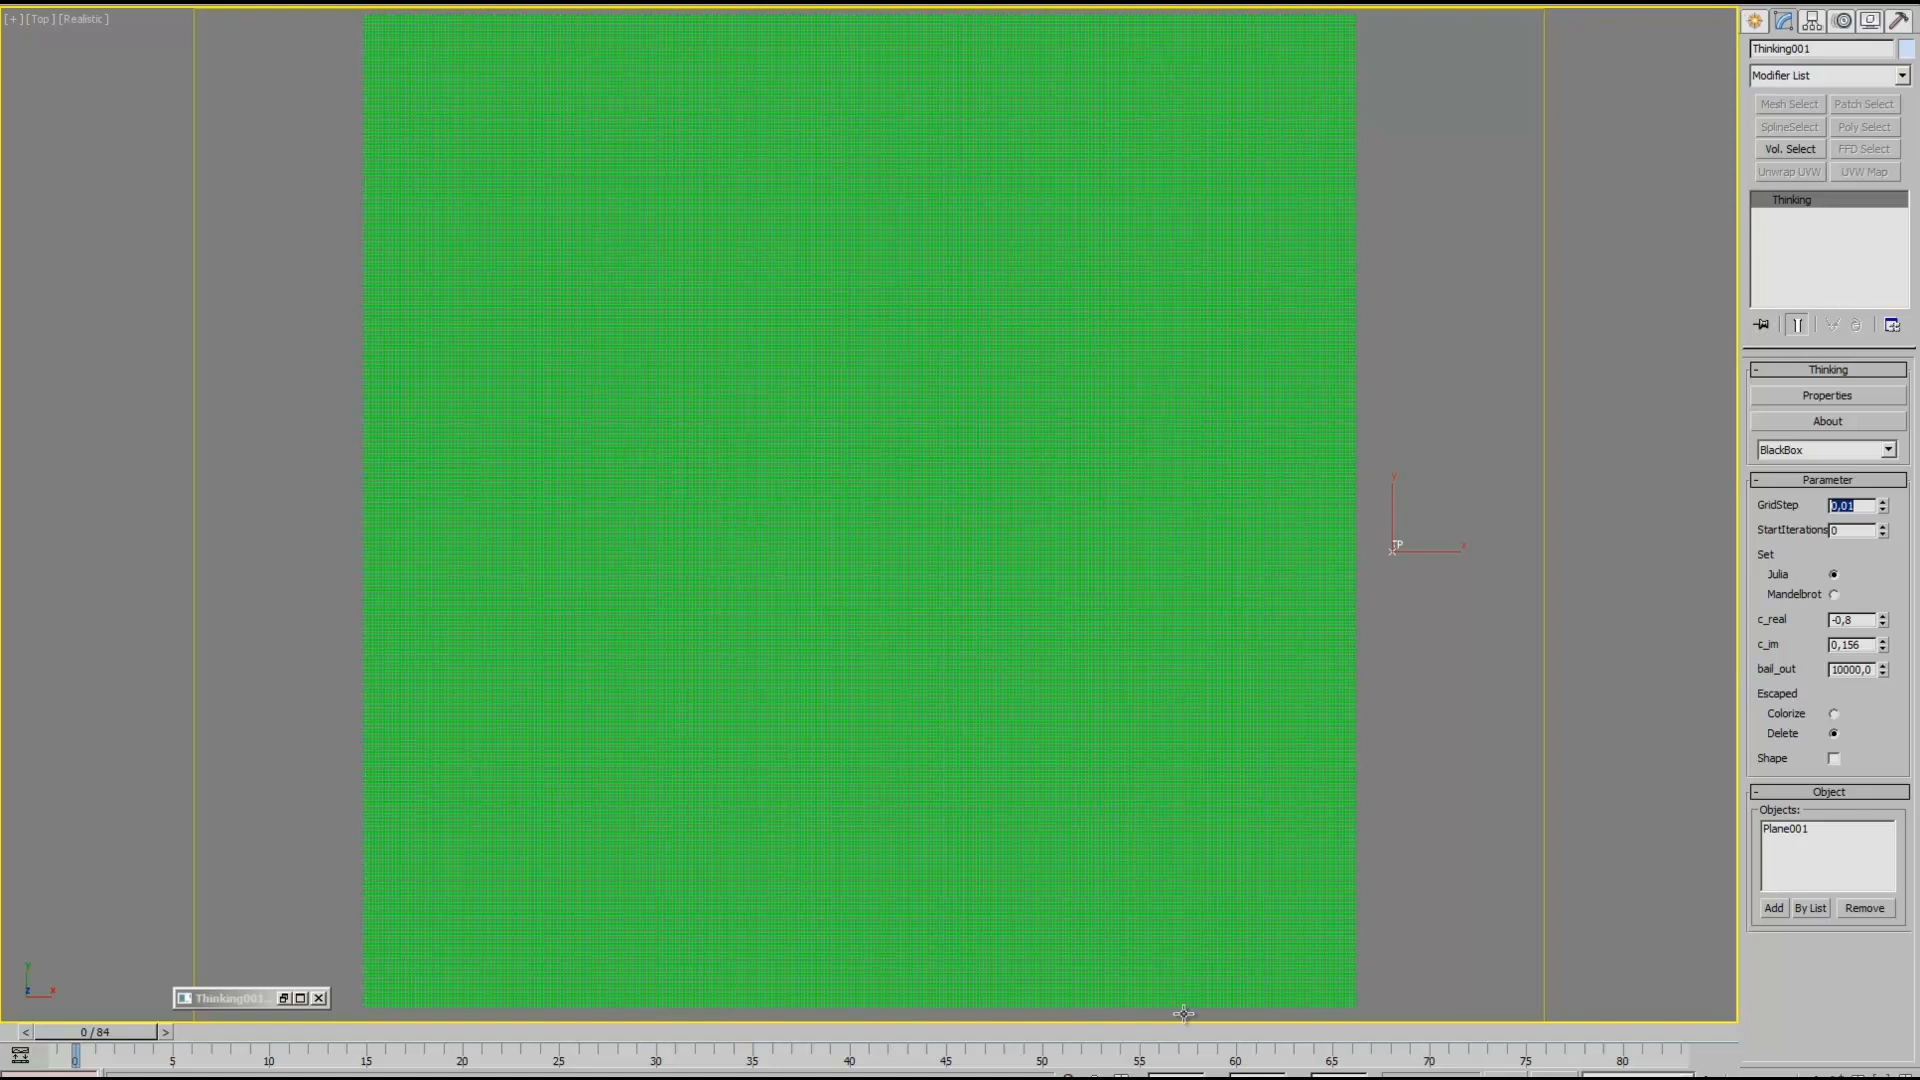 [+] [Top] [Realistic]
Thinking001
Modifier List
Mesh Select Patch Select
SplineSelect Poly Select
Vol. Select FFD Select
Unwrap UVW UVW Map
Thinking
- Thinking
Properties
About
BlackBox
- Parameter
GridStep 0,01
StartIterations 0
Set
Julia
Mandelbrot
c_real -0,8
c_im 0,156
bail_out 10000,0
Escaped
Colorize
Delete
Shape
- Object
Objects:
Plane001
Add By List Remove
y
TP
x
y
z x
Thinking001...
< 0 / 84 >
0 5 10 15 20 25 30 35 40 45 50 55 60 65 70 75 80